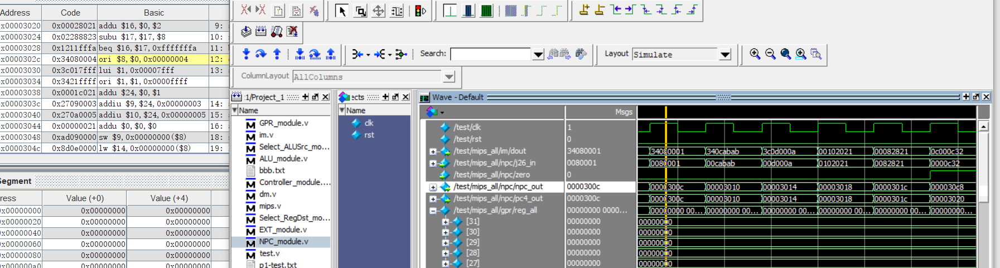 Address Code Basic
x00003020 0x00028021 addu $16,$0,$2 9:
x00003024 0x02288823 subu $17,$17,$8 10:
x00003028 0x1211fffa beq $16,$17,0xfffffffa 11:
x0000302c 0x34080004 ori $8,$0,0x00000004 12:
x00003030 0x3c017fff lui $1,0x00007fff 13:
x00003034 0x3421ffff ori $1,$1,0x0000ffff
x00003038 0x0001c021 addu $24,$0,$1
x0000303c 0x27090003 addiu $9,$24,0x00000003 14:
x00003040 0x270a0005 addiu $10,$24,0x00000005 15:
x00003044 0x00000021 addu $0,$0,$0 16:
x00003048 0xad090000 sw $9,0x00000000($8) 18:
x0000304c 0x8d0e0000 lw $14,0x00000000($8) 19:
Segment
ress Value (+0) Value (+4)
x00000000 0x00000000 0x00000000
x00000020 0x00000000 0x00000000
x00000040 0x00000000 0x00000000
x00000060 0x00000000 0x00000000
x00000080 0x00000000 0x00000000
x000000a0 0x00000000 0x00000000
Search: Layout Simulate
ColumnLayout AllColumns
:1/Project_1
Name
GPR_module.v
im.v
Select_ALUSrc_mo...
ALU_module.v
bbb.txt
Controller_module....
dm.v
mips.v
Select_RegDst_mo...
EXT_module.v
NPC_module.v
test.v
p1-test.txt
ects
Name
clk
rst
Wave - Default
Msgs
/test/clk 1
/test/rst 0
/test/mips_all/im/dout 34080001 34080001 340cabab 3c0d000a 00102021 00082821 0c000c32
/test/mips_all/npc/j26_in 0080001 0080001 00cabab 00d000a 0102021 0082821 0000c32
/test/mips_all/npc/zero 0
/test/mips_all/npc/npc_out 0000300c 0000300c 00003010 00003014 00003018 0000301c 000030c8
/test/mips_all/npc/pc4_out 0000300c 0000300c 00003010 00003014 00003018 0000301c 00003020
/test/mips_all/gpr/reg_all 00000000 0000... 00000000 00... 00000000 00... 00000000 00... 00000000 00... 00000000 00... 00000000...
[31] 00000000 00000000
[30] 00000000 00000000
[29] 00000000 00000000
[28] 00000000 00000000
[27] 00000000 00000000